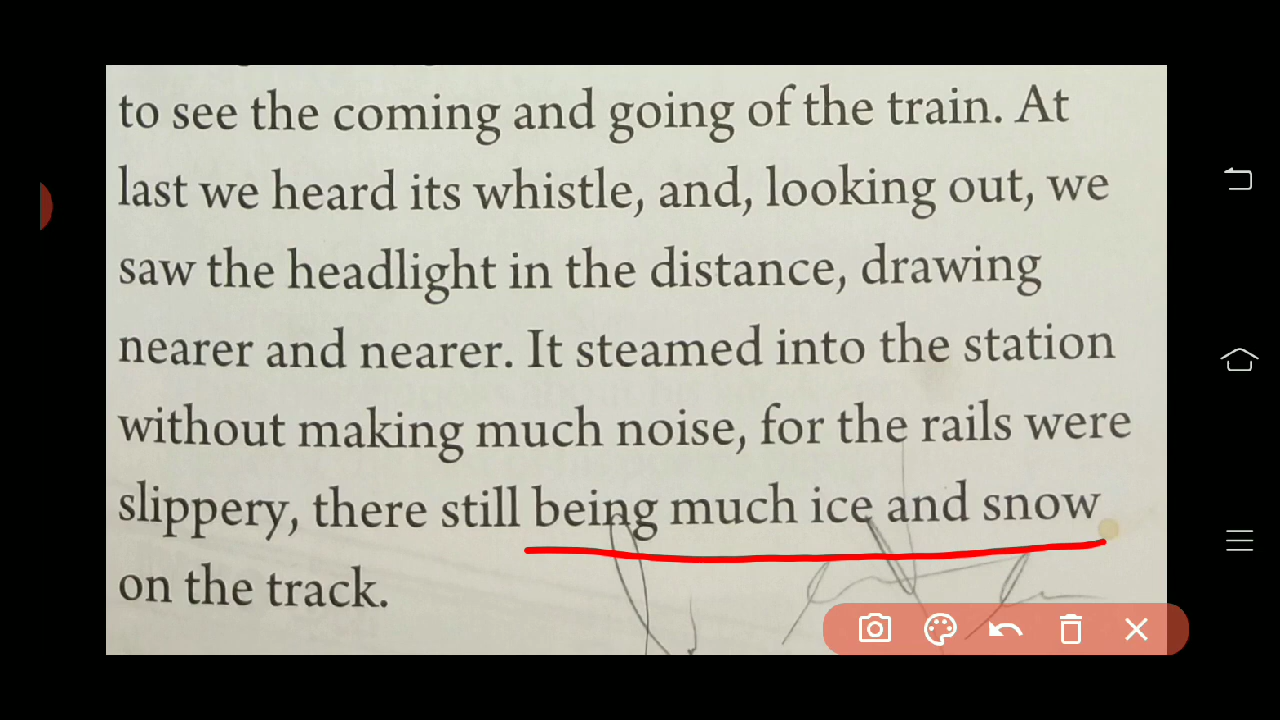 to see the coming and going of the train. At
last we heard its whistle, and, looking out, we
saw the headlight in the distance, drawing
nearer and nearer. It steamed into the station
without making much noise, for the rails were
slippery, there still being much ice and snow
on the track.